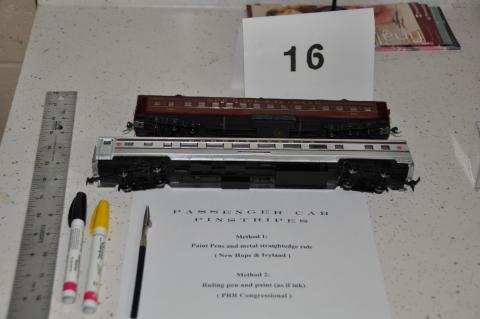 16
PASSENGER CAR
PINSTRIPES
Method 1:
Paint Pens and metal straightedge rule
( New Hope & Ivyland )
Method 2:
Ruling pen and paint (as if ink)
( PRR Congressional )